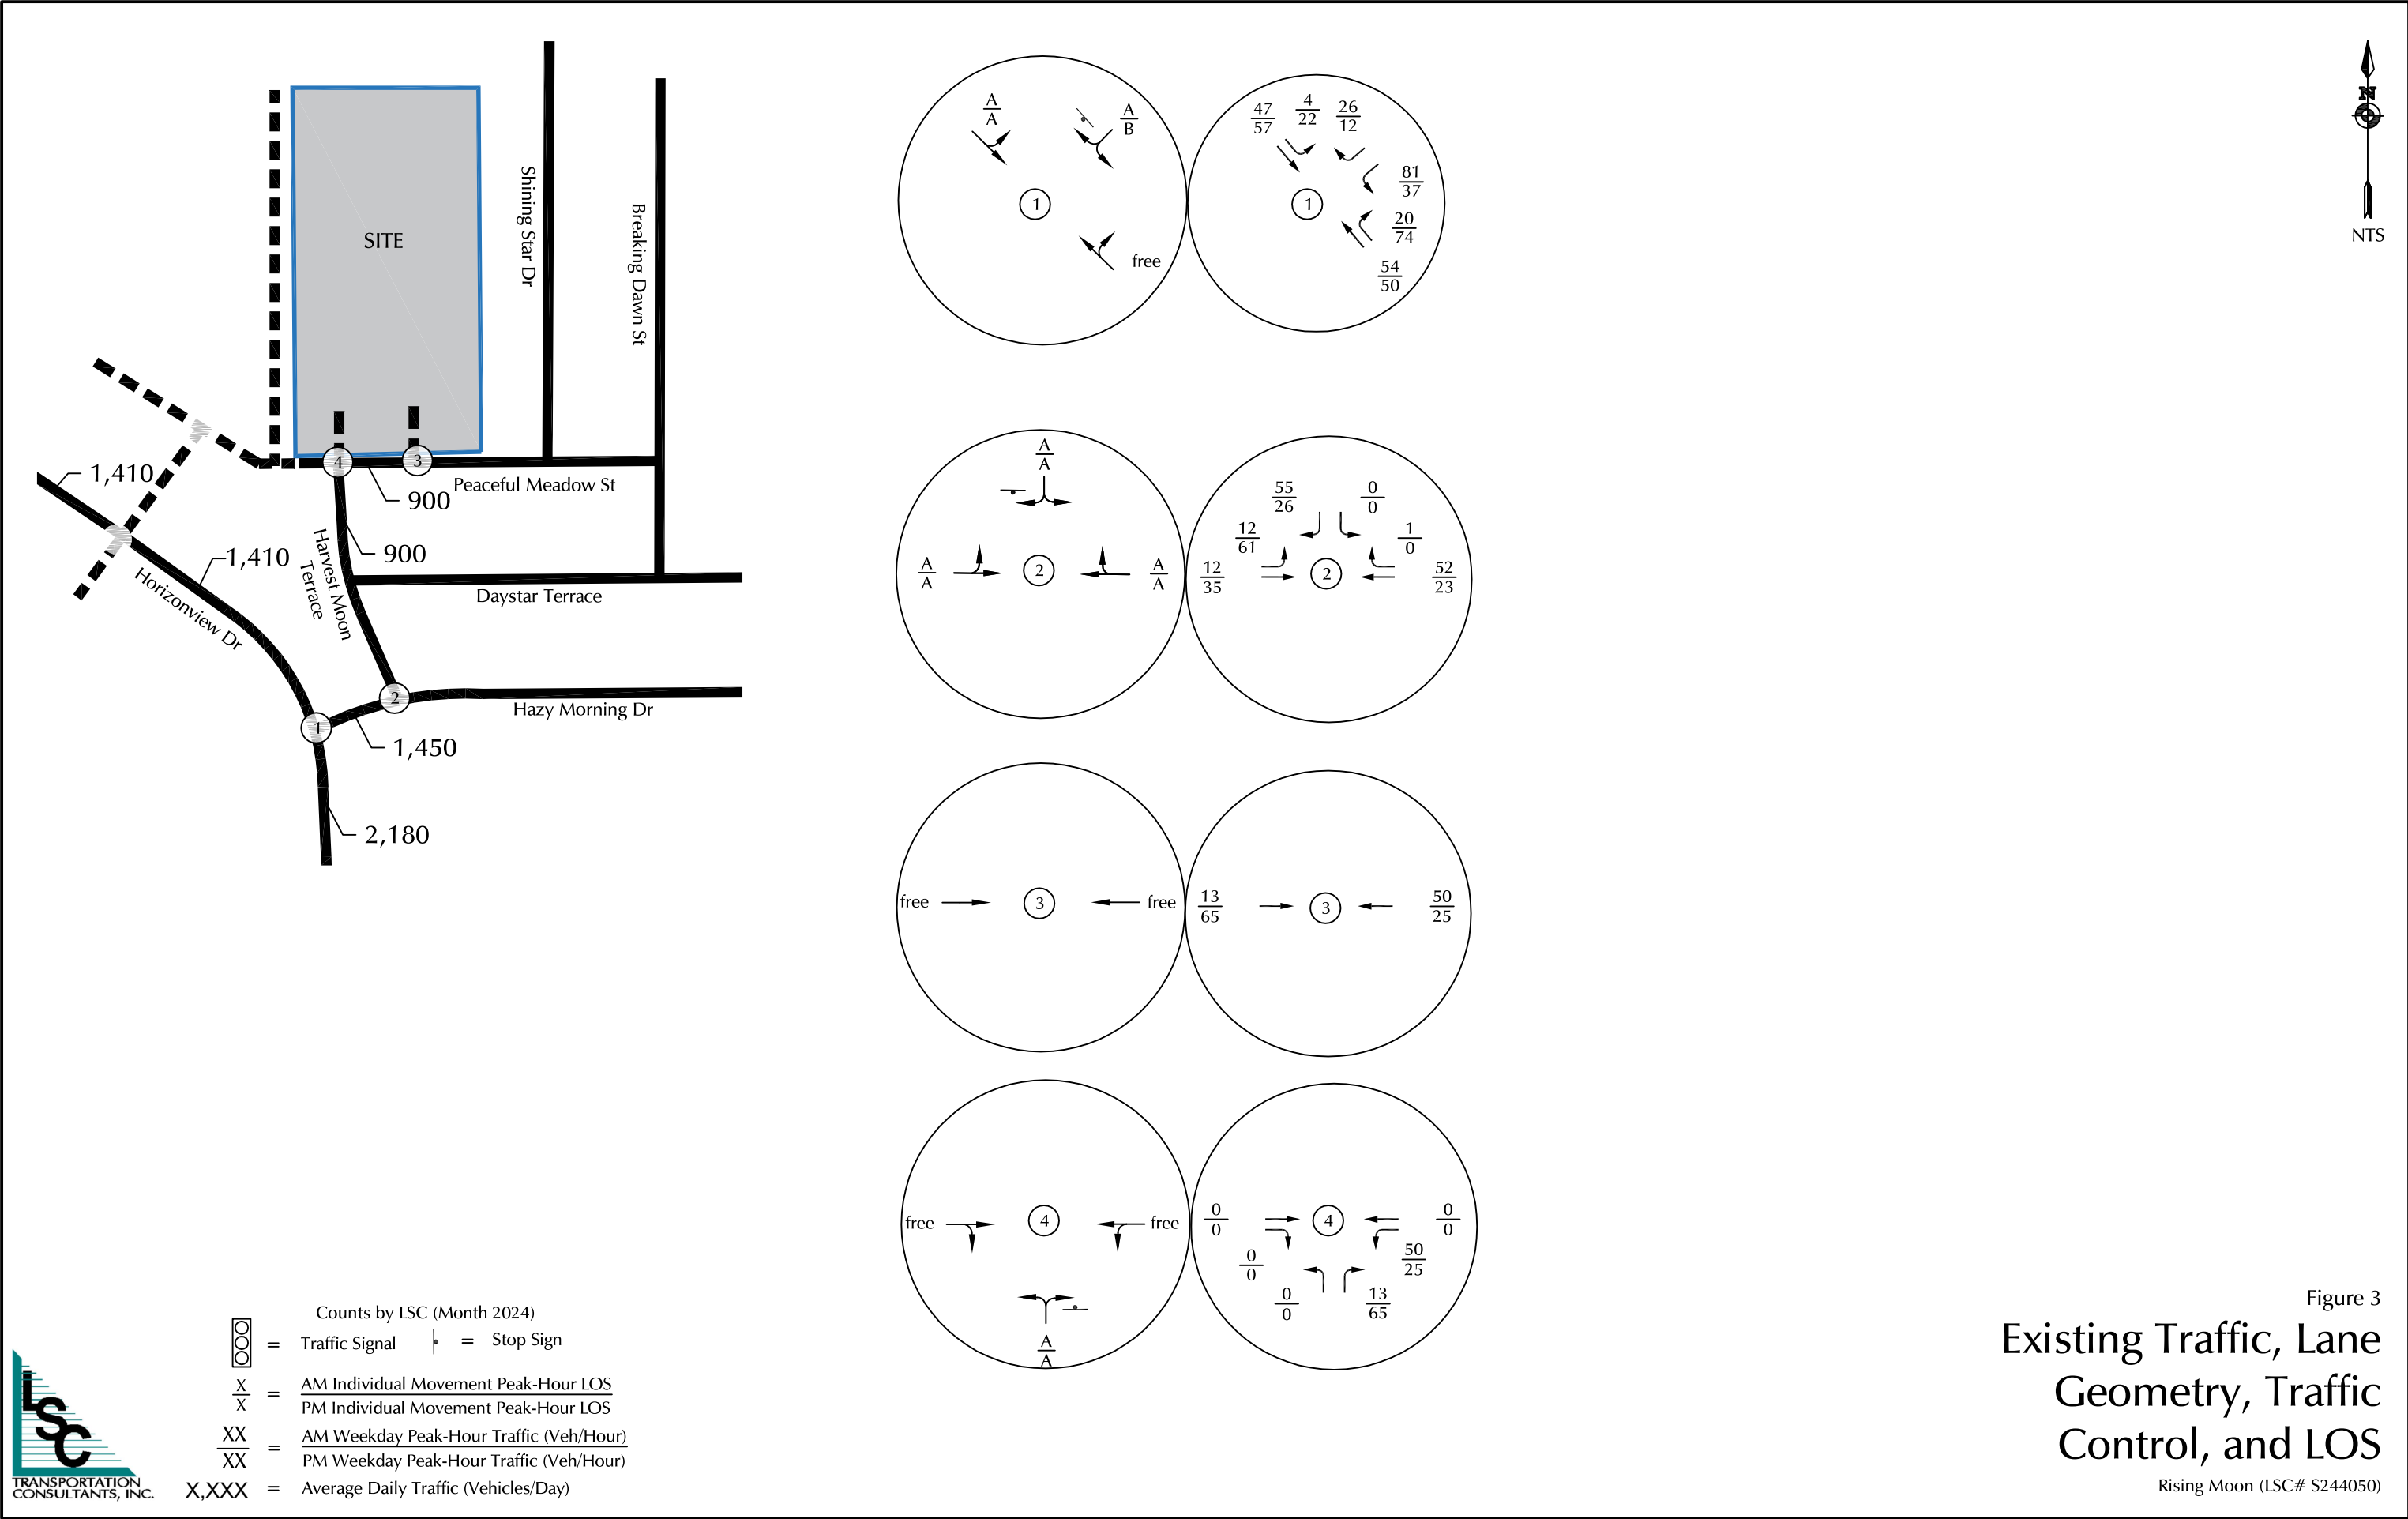 N
NTS
SITE
Shining Star Dr
Breaking Dawn St
4
3
1,410
900
Peaceful Meadow St
1,410
900
Harvest Moon
Terrace
Horizonview Dr
Daystar Terrace
2
Hazy Morning Dr
1
1,450
2,180
A
A
A
B
1
free
47
57
4
22
26
12
81
37
1
20
74
54
50
A
A
A
A
2
A
A
55
26
0
0
12
61
1
0
12
35
2
52
23
free
3
free
13
65
3
50
25
free
4
free
A
A
0
0
4
0
0
0
0
50
25
0
0
13
65
Counts by LSC (Month 2024)
= Traffic Signal = Stop Sign
X
X
=
AM Individual Movement Peak-Hour LOS
PM Individual Movement Peak-Hour LOS
XX
XX
=
AM Weekday Peak-Hour Traffic (Veh/Hour)
PM Weekday Peak-Hour Traffic (Veh/Hour)
X,XXX = Average Daily Traffic (Vehicles/Day)
LSC
TRANSPORTATION
CONSULTANTS, INC.
Figure 3
Existing Traffic, Lane
Geometry, Traffic
Control, and LOS
Rising Moon (LSC# S244050)